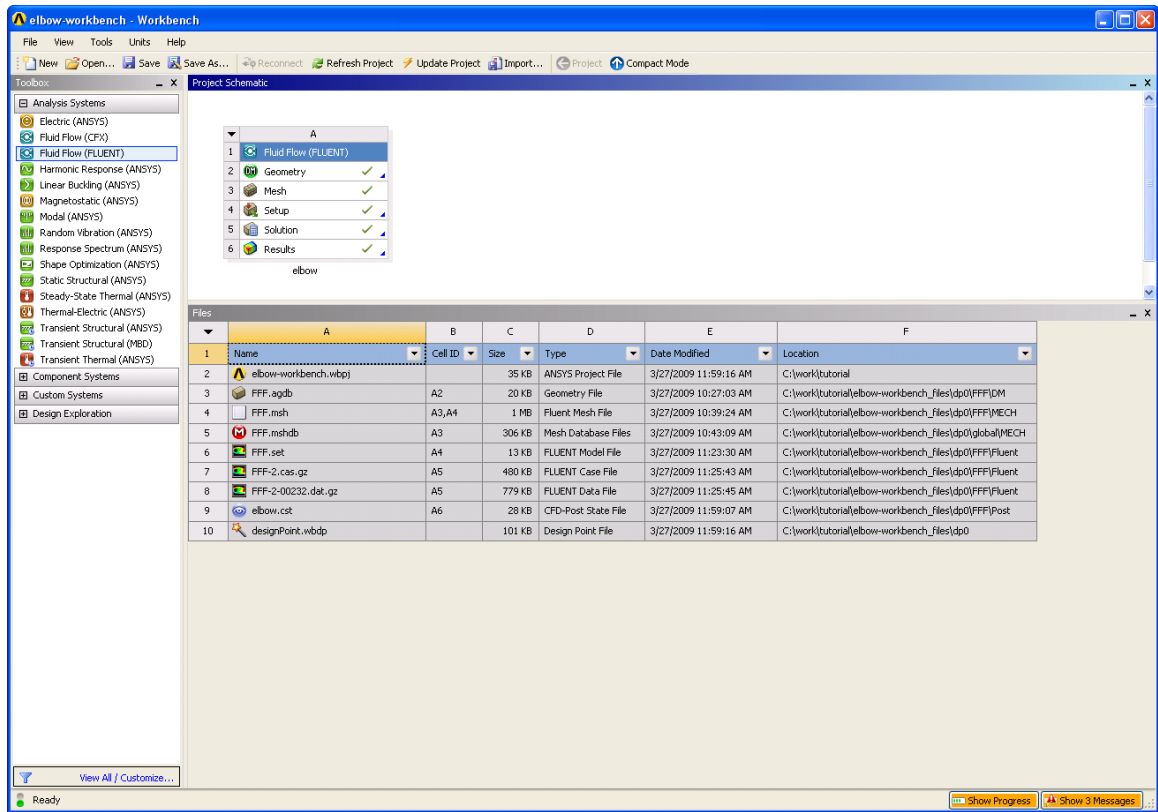 elbow-workbench - Workbench
File View Tools Units Help
New Open... Save Save As... Reconnect Refresh Project Update Project Import... Project Compact Mode
Toolbox
Analysis Systems
Electric (ANSYS)
Fluid Flow (CFX)
Fluid Flow (FLUENT)
Harmonic Response (ANSYS)
Linear Buckling (ANSYS)
Magnetostatic (ANSYS)
Modal (ANSYS)
Random Vibration (ANSYS)
Response Spectrum (ANSYS)
Shape Optimization (ANSYS)
Static Structural (ANSYS)
Steady-State Thermal (ANSYS)
Thermal-Electric (ANSYS)
Transient Structural (ANSYS)
Transient Structural (MBD)
Transient Thermal (ANSYS)
Component Systems
Custom Systems
Design Exploration
View All / Customize...
Project Schematic
A
1 Fluid Flow (FLUENT)
2 DM Geometry
3 Mesh
4 Setup
5 Solution
6 Results
elbow
Files
A B C D E F
1 Name Cell ID Size Type Date Modified Location
2 elbow-workbench.wbpj 35 KB ANSYS Project File 3/27/2009 11:59:16 AM C:\work\tutorial
3 FFF.agdb A2 20 KB Geometry File 3/27/2009 10:27:03 AM C:\work\tutorial\elbow-workbench_files\dp0\FFF\DM
4 FFF.msh A3,A4 1 MB Fluent Mesh File 3/27/2009 10:39:24 AM C:\work\tutorial\elbow-workbench_files\dp0\FFF\MECH
5 FFF.mshdb A3 306 KB Mesh Database Files 3/27/2009 10:43:09 AM C:\work\tutorial\elbow-workbench_files\dp0\global\MECH
6 FFF.set A4 13 KB FLUENT Model File 3/27/2009 11:23:30 AM C:\work\tutorial\elbow-workbench_files\dp0\FFF\Fluent
7 FFF-2.cas.gz A5 480 KB FLUENT Case File 3/27/2009 11:25:43 AM C:\work\tutorial\elbow-workbench_files\dp0\FFF\Fluent
8 FFF-2-00232.dat.gz A5 779 KB FLUENT Data File 3/27/2009 11:25:45 AM C:\work\tutorial\elbow-workbench_files\dp0\FFF\Fluent
9 elbow.cst A6 28 KB CFD-Post State File 3/27/2009 11:59:07 AM C:\work\tutorial\elbow-workbench_files\dp0\FFF\Post
10 designPoint.wbdp 101 KB Design Point File 3/27/2009 11:59:16 AM C:\work\tutorial\elbow-workbench_files\dp0
Ready Show Progress Show 3 Messages